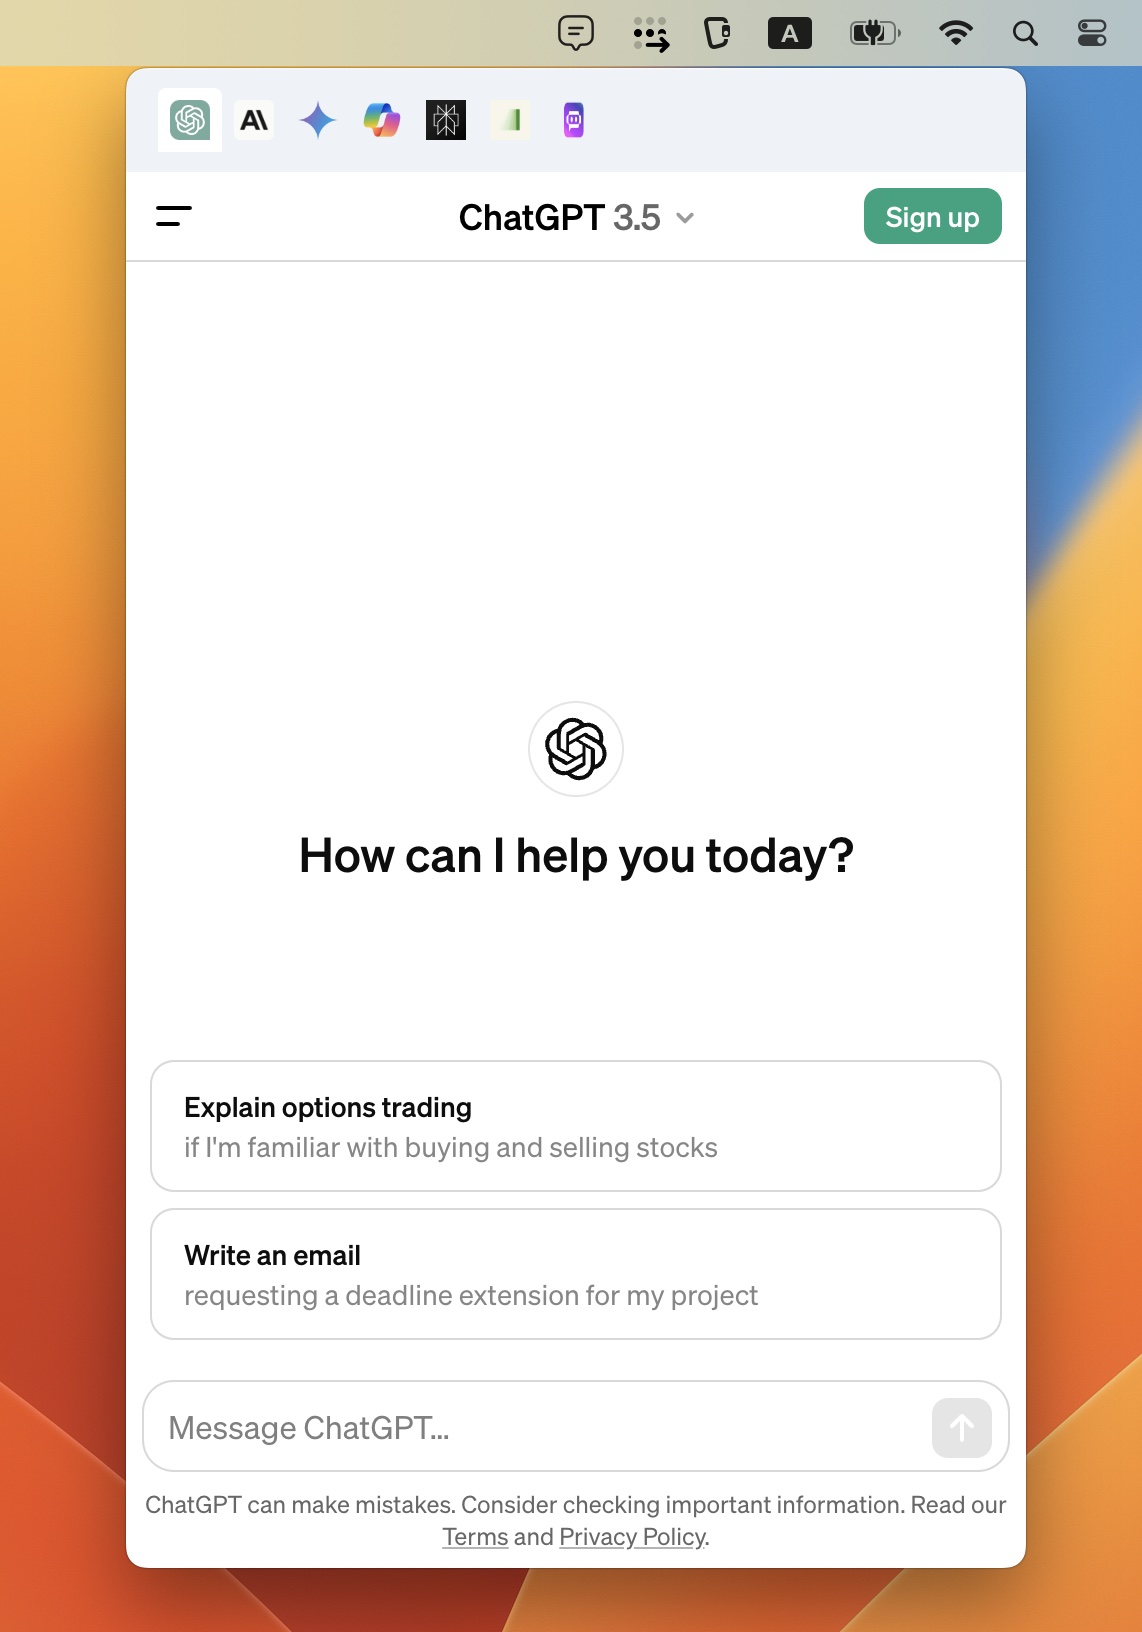 A
A\
ChatGPT 3.5
Sign up
How can I help you today?
Explain options trading
if I'm familiar with buying and selling stocks
Write an email
requesting a deadline extension for my project
Message ChatGPT...
ChatGPT can make mistakes. Consider checking important information. Read our
Terms and Privacy Policy.